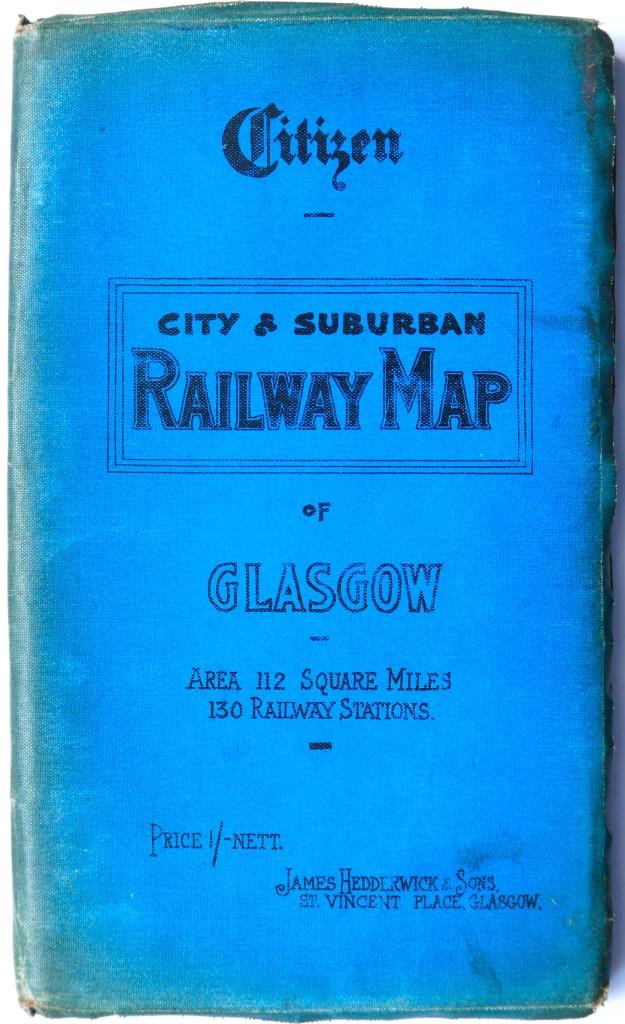 Citizen
CITY & SUBURBAN
RAILWAY MAP
OF
GLASGOW
AREA 112 SQUARE MILES
130 RAILWAY STATIONS.
PRICE 1/-NETT.
JAMES HEDDERWICK & SONS,
ST. VINCENT PLACE, GLASGOW.